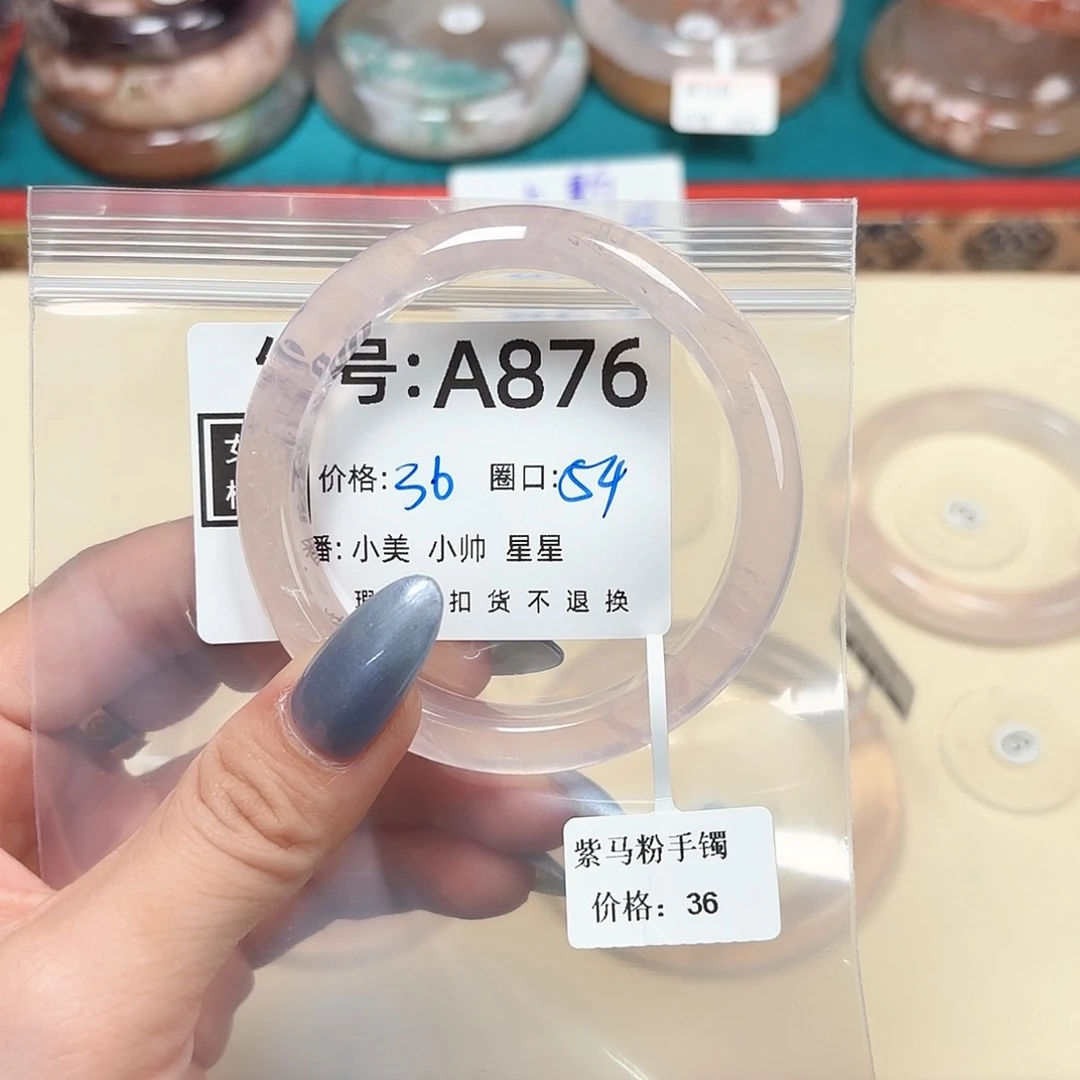 号:A876
女
价格:36 圈口:54
播: 小美 小帅 星星
扣货不退换
紫马粉手镯
价格：36